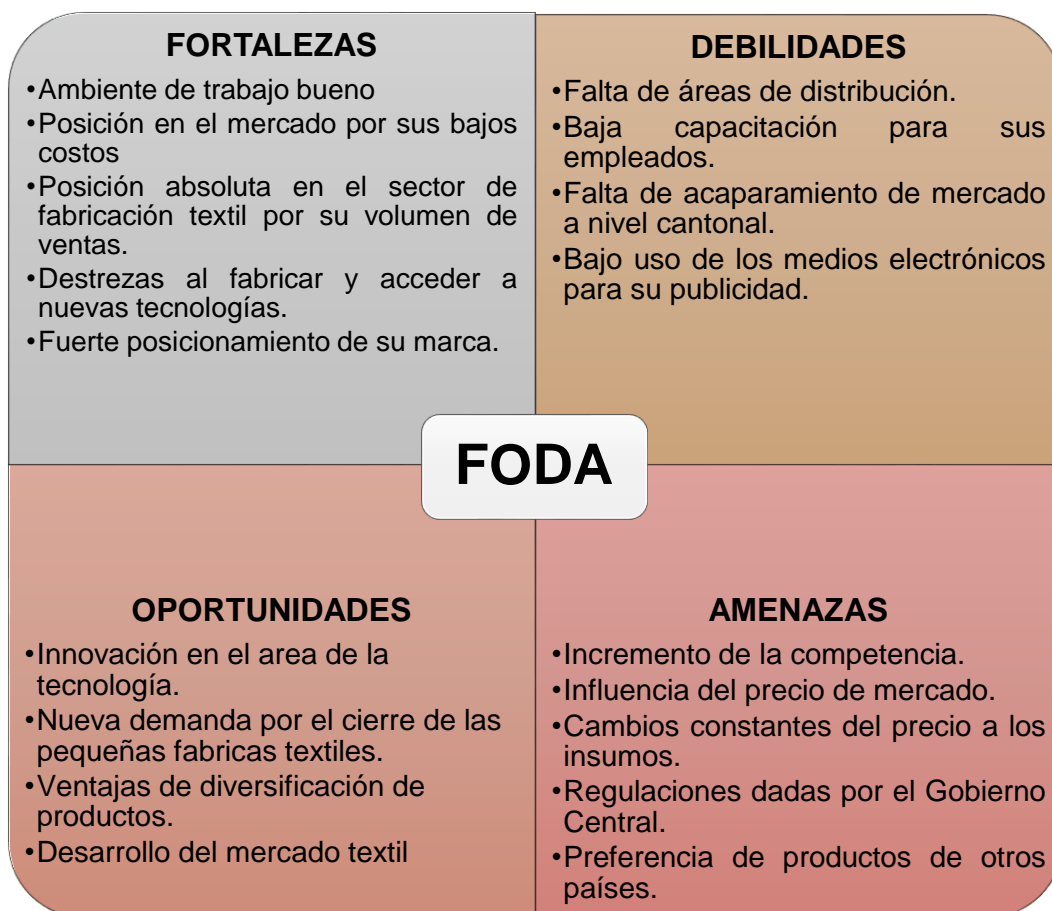 FORTALEZAS
•Ambiente de trabajo bueno
•Posición en el mercado por sus bajos
costos
•Posición absoluta en el sector de
fabricación textil por su volumen de
ventas.
•Destrezas al fabricar y acceder a
nuevas tecnologías.
•Fuerte posicionamiento de su marca.
DEBILIDADES
•Falta de áreas de distribución.
•Baja capacitación para sus
empleados.
•Falta de acaparamiento de mercado
a nivel cantonal.
•Bajo uso de los medios electrónicos
para su publicidad.
FODA
OPORTUNIDADES
•Innovación en el area de la
tecnología.
•Nueva demanda por el cierre de las
pequeñas fabricas textiles.
•Ventajas de diversificación de
productos.
•Desarrollo del mercado textil
AMENAZAS
•Incremento de la competencia.
•Influencia del precio de mercado.
•Cambios constantes del precio a los
insumos.
•Regulaciones dadas por el Gobierno
Central.
•Preferencia de productos de otros
países.